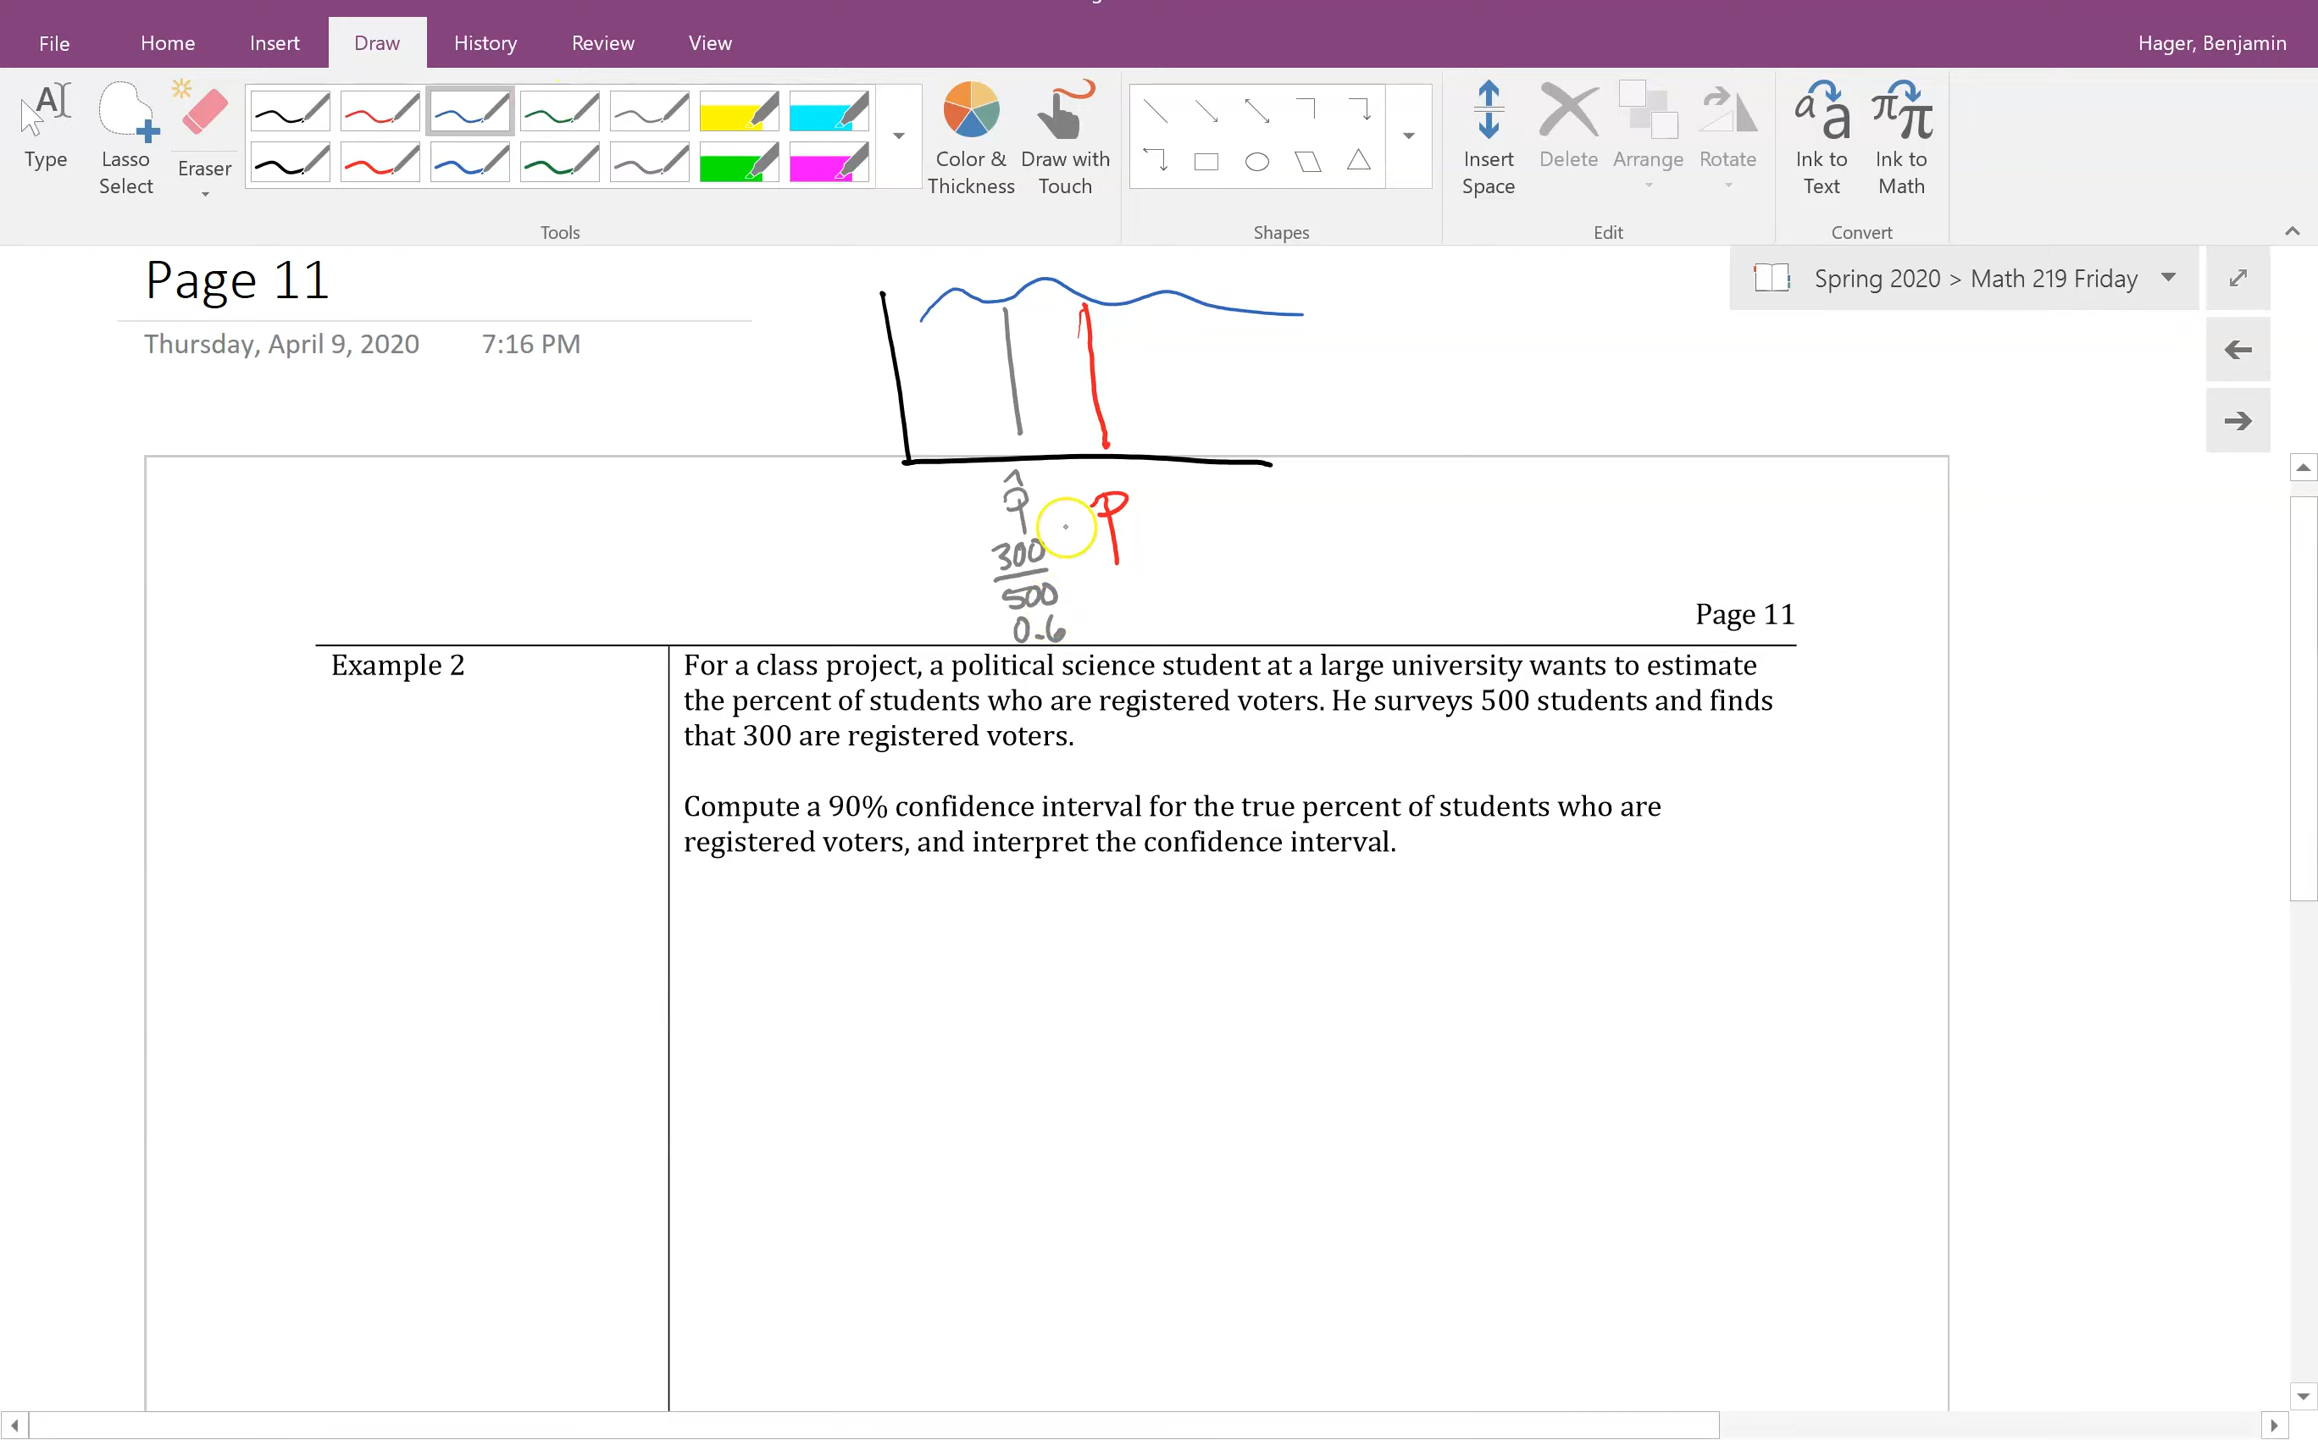 File Home Insert Draw History Review View Hager, Benjamin
Type
Lasso Select
Eraser
Color & Thickness
Draw with Touch
Insert Space
Delete
Arrange
Rotate
Ink to Text
Ink to Math
Tools Shapes Edit Convert
Page 11
Spring 2020 > Math 219 Friday
Thursday, April 9, 2020 7:16 PM
p̂ p
300
500
0.6
Page 11
Example 2
For a class project, a political science student at a large university wants to estimate
the percent of students who are registered voters. He surveys 500 students and finds
that 300 are registered voters.
Compute a 90% confidence interval for the true percent of students who are
registered voters, and interpret the confidence interval.